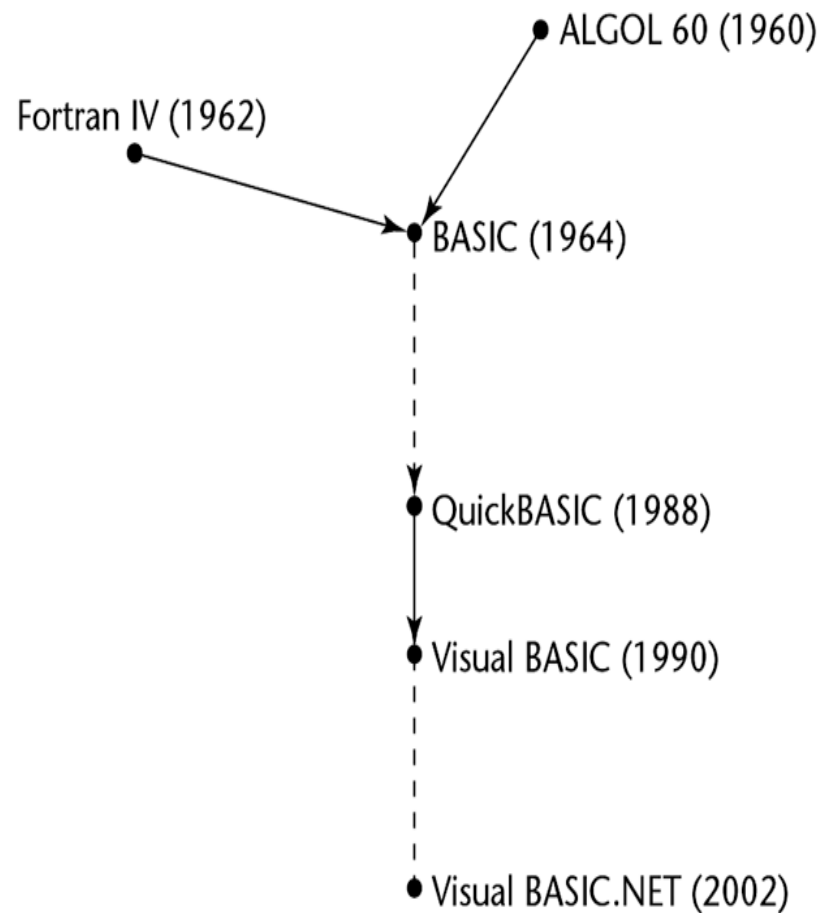 ALGOL 60 (1960)
Fortran IV (1962)
BASIC (1964)
QuickBASIC (1988)
Visual BASIC (1990)
Visual BASIC.NET (2002)